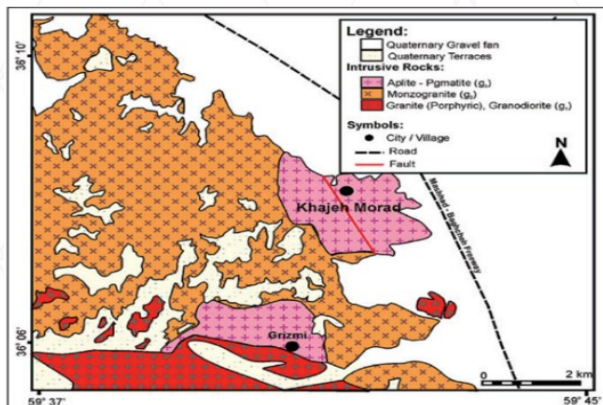 Legend:
Quaternary Gravel fan
Quaternary Terraces
Intrusive Rocks:
Aplite - Pgmatite (g₃)
Monzogranite (g₂)
Granite (Porphyric), Granodiorite (g₁)
Symbols:
City / Village
Road
Fault
N
36° 10'
Khajeh Morad
Mashhad - Baghcheh Freeway
Grizmi
36° 06'
0 2 km
59° 37'
59° 45'